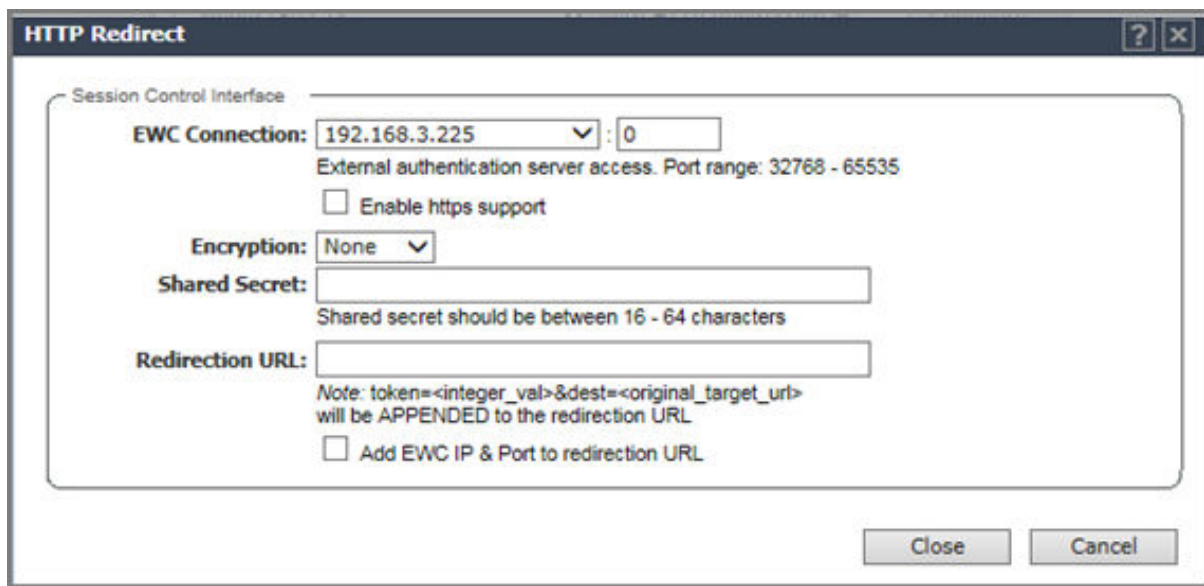 HTTP Redirect
Session Control Interface
EWC Connection: 192.168.3.225 : 0
External authentication server access. Port range: 32768 - 65535
Enable https support
Encryption: None
Shared Secret:
Shared secret should be between 16 - 64 characters
Redirection URL:
Note: token=<integer_val>&dest=<original_target_url>
will be APPENDED to the redirection URL
Add EWC IP & Port to redirection URL
Close Cancel